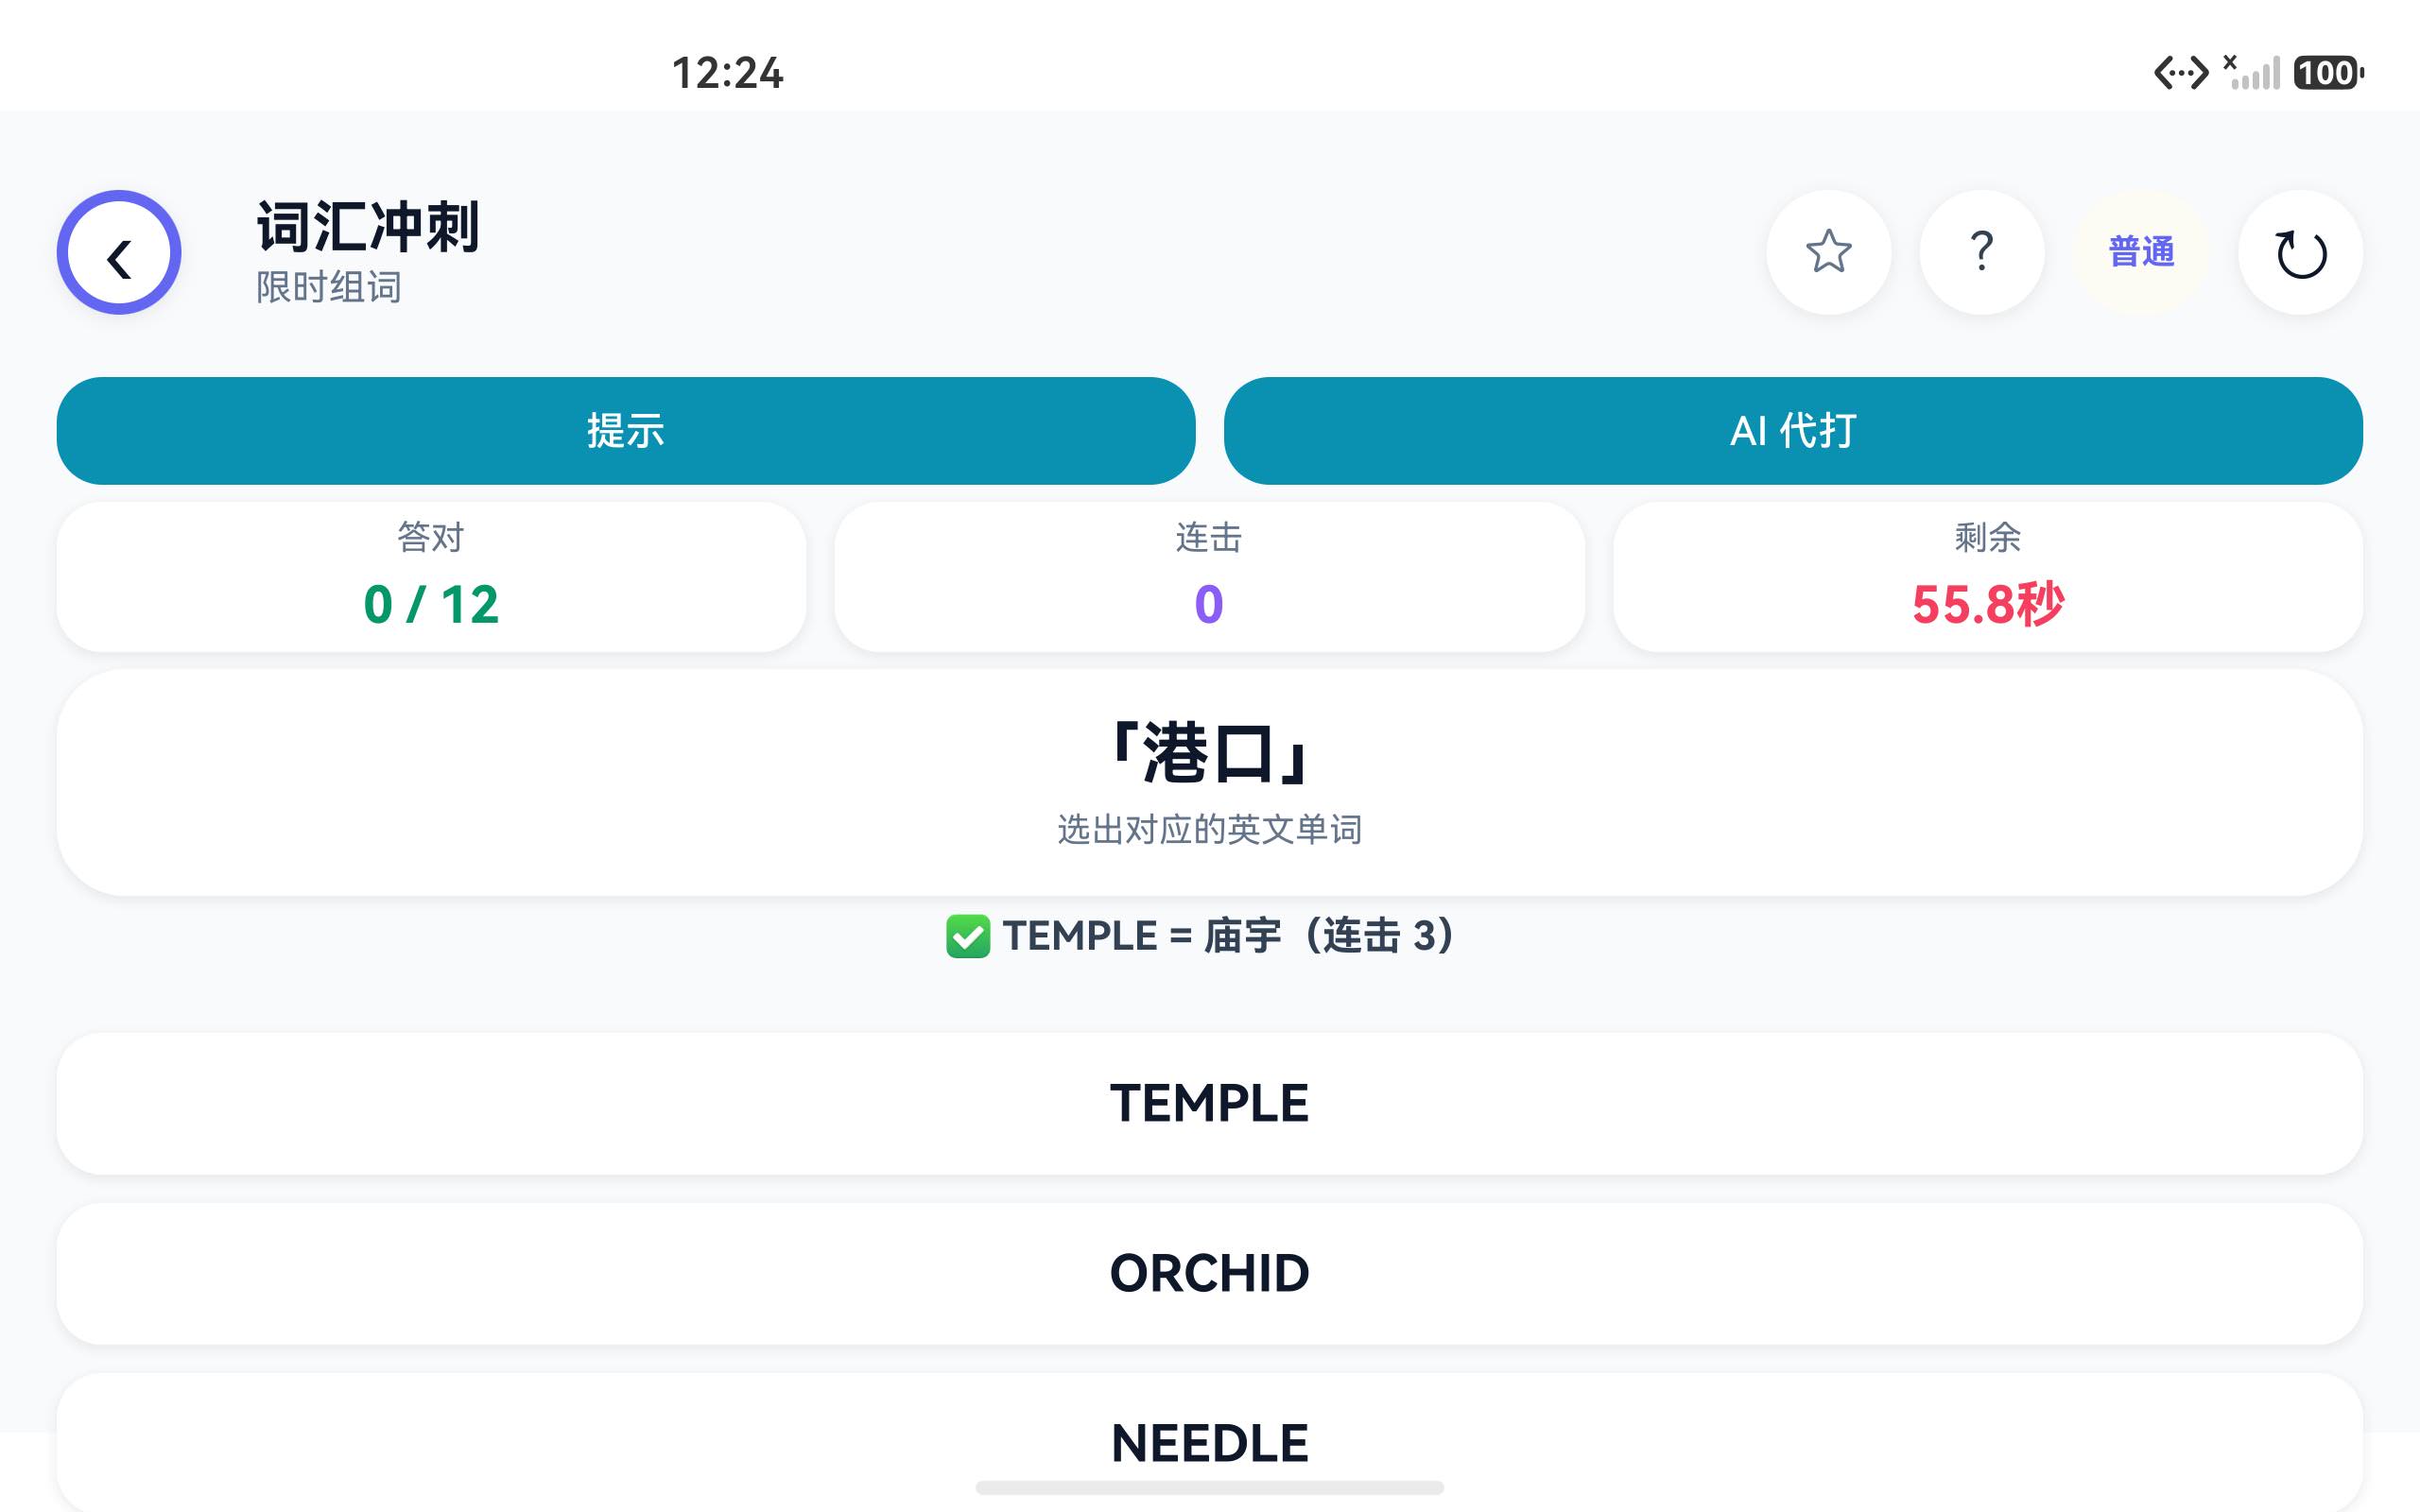 12:24
100
词汇冲刺
限时组词
?
普通
提示
AI 代打
答对
0 / 12
连击
0
剩余
55.8秒
「港口」
选出对应的英文单词
✅ TEMPLE = 庙宇（连击 3）
TEMPLE
ORCHID
NEEDLE